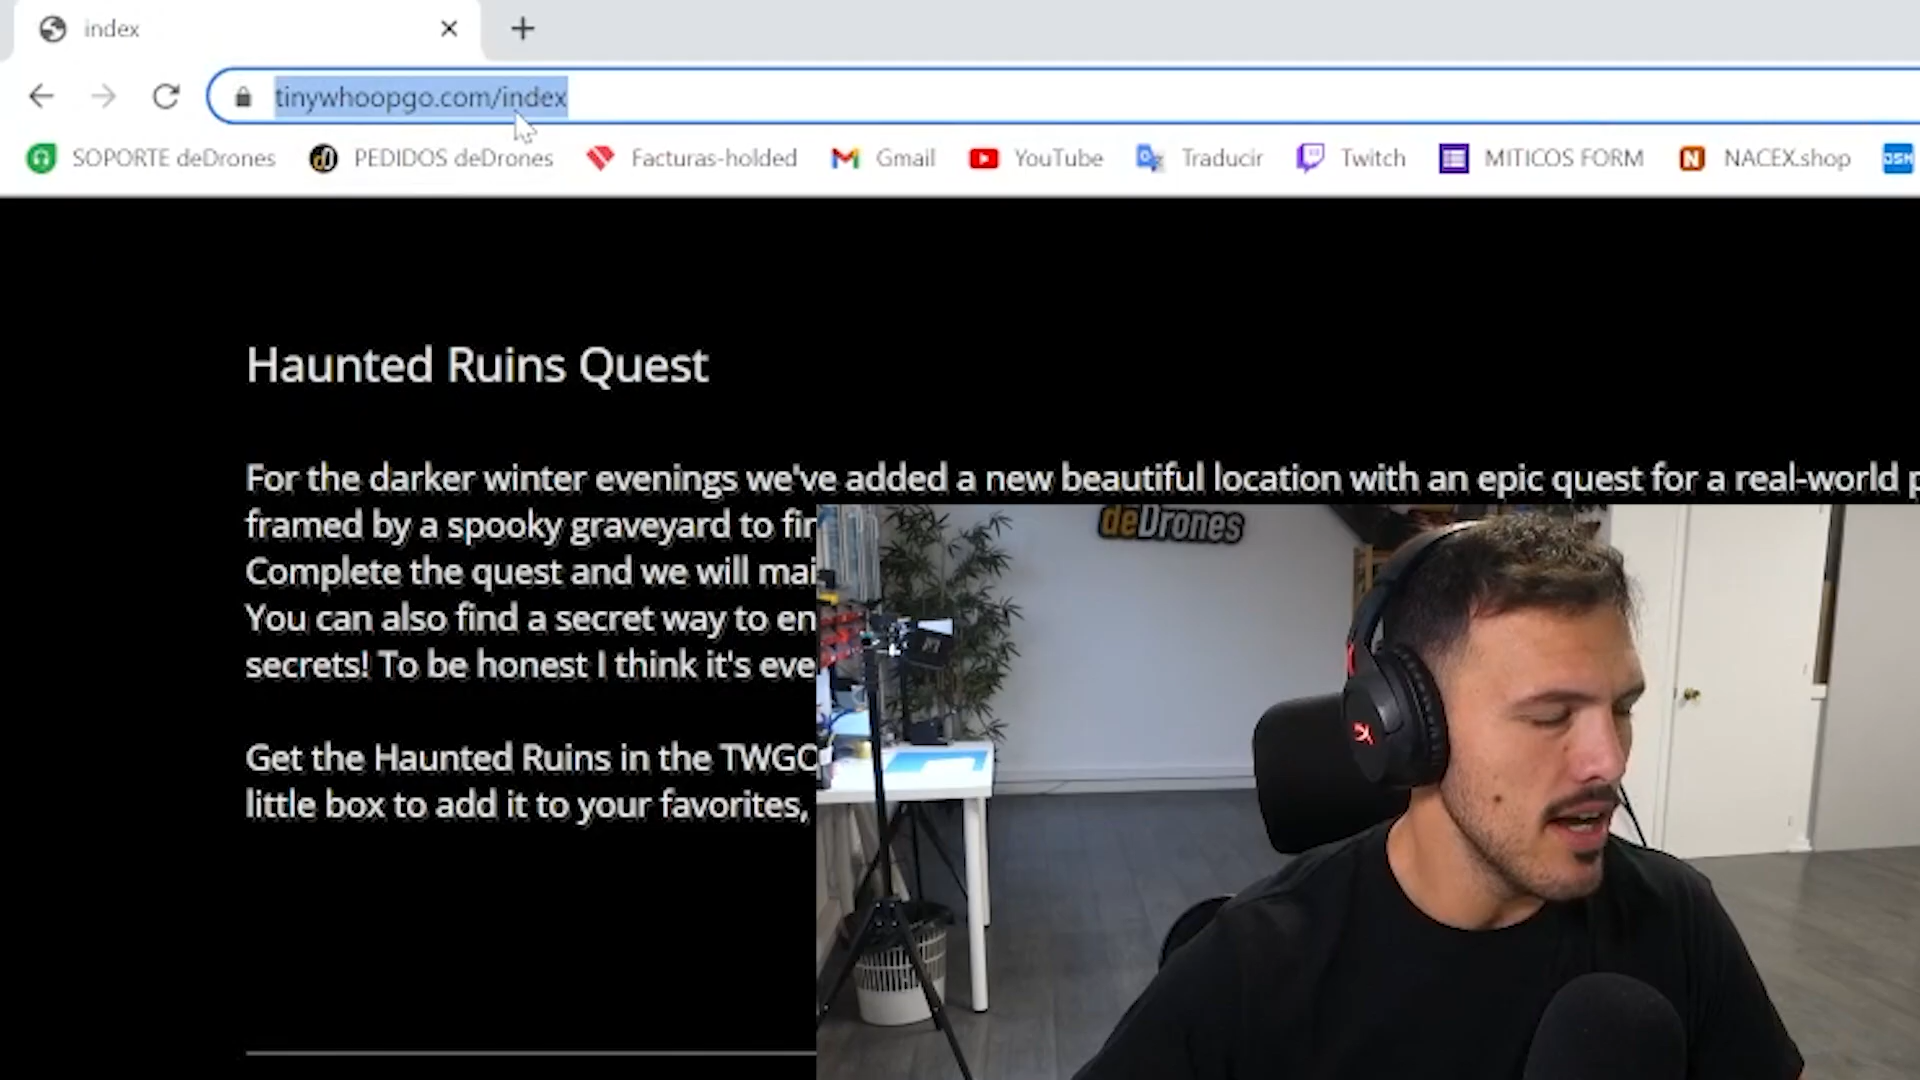 index
tinywhoopgo.com/index
SOPORTE deDrones PEDIDOS deDrones Facturas-holded Gmail YouTube Traducir Twitch MITICOS FORM NACEX.shop
Haunted Ruins Quest
For the darker winter evenings we've added a new beautiful location with an epic quest for a real-world
framed by a spooky graveyard to
Complete the quest and we will
You can also find a secret way to
secrets! To be honest I think it's
Get the Haunted Ruins in the TWGO
little box to add it to your favorites,
deDrones